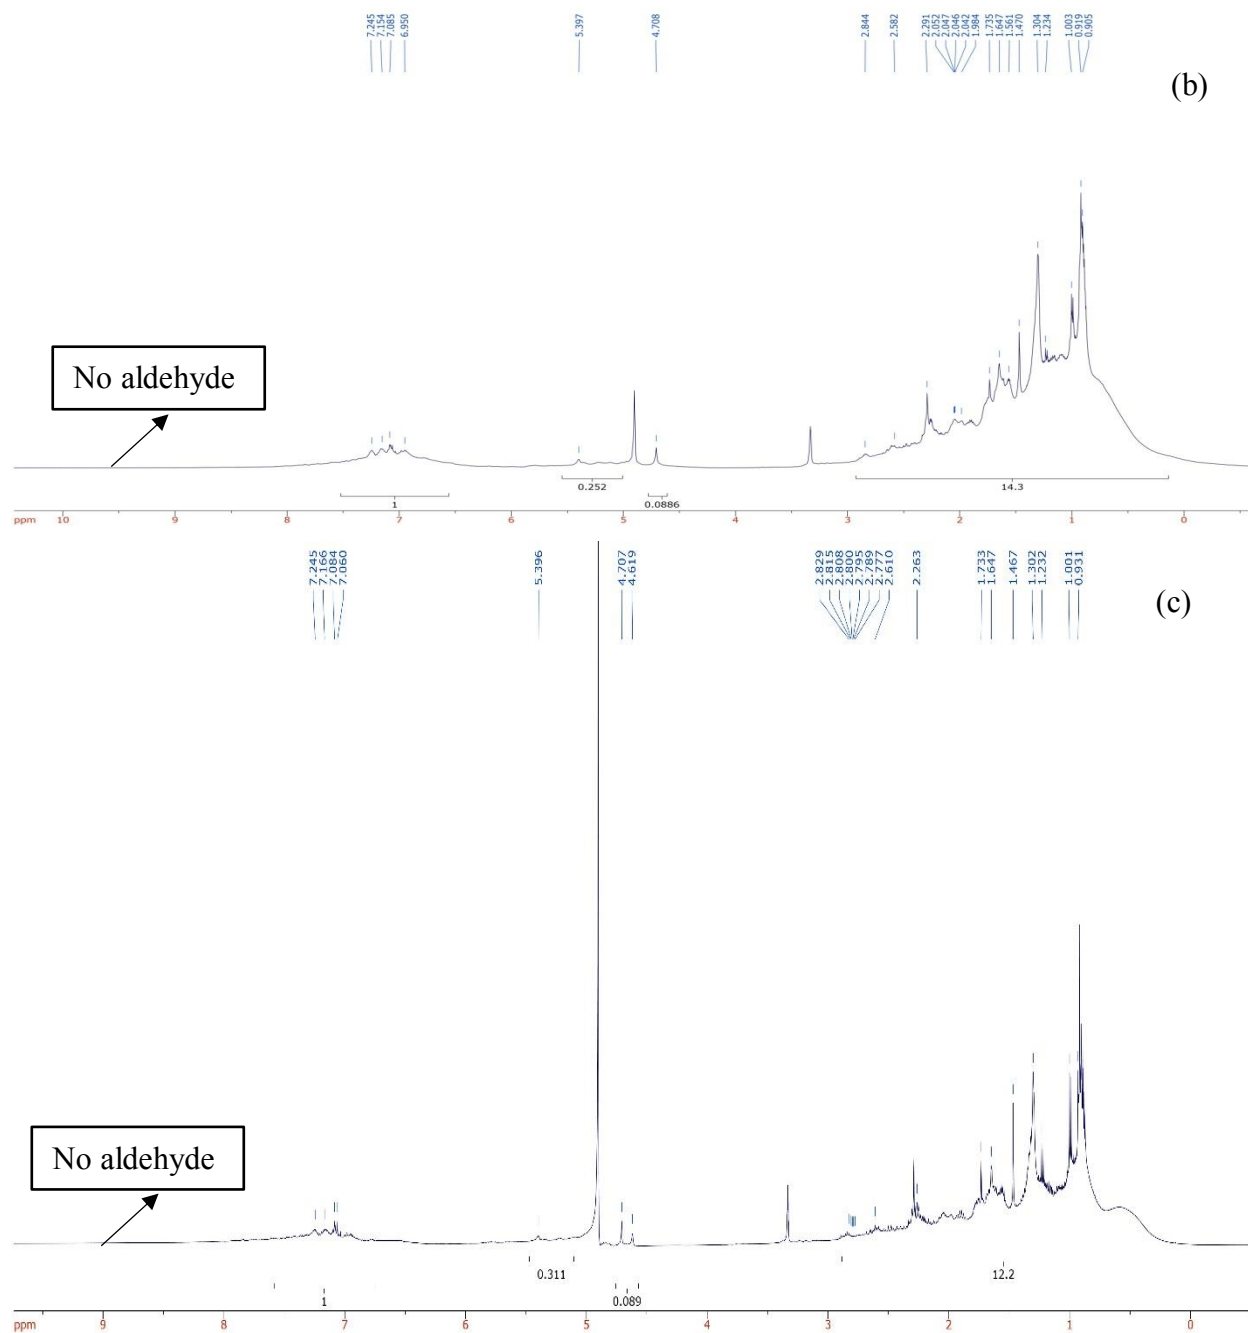 7.245 7.154 7.085 6.950 5.397 4.708 2.844 2.582 2.291 2.052 2.047 2.046 2.042 1.984 1.735 1.647 1.561 1.470 1.304 1.234 1.003 0.919 0.905
(b)
No aldehyde
1 0.252 0.0886 14.3
ppm 10 9 8 7 6 5 4 3 2 1 0
7.245 7.166 7.084 7.060 5.396 4.707 4.619 2.829 2.815 2.808 2.800 2.795 2.789 2.777 2.610 2.263 1.733 1.647 1.467 1.302 1.232 1.001 0.931
(c)
No aldehyde
1 0.311 0.089 12.2
ppm 9 8 7 6 5 4 3 2 1 0